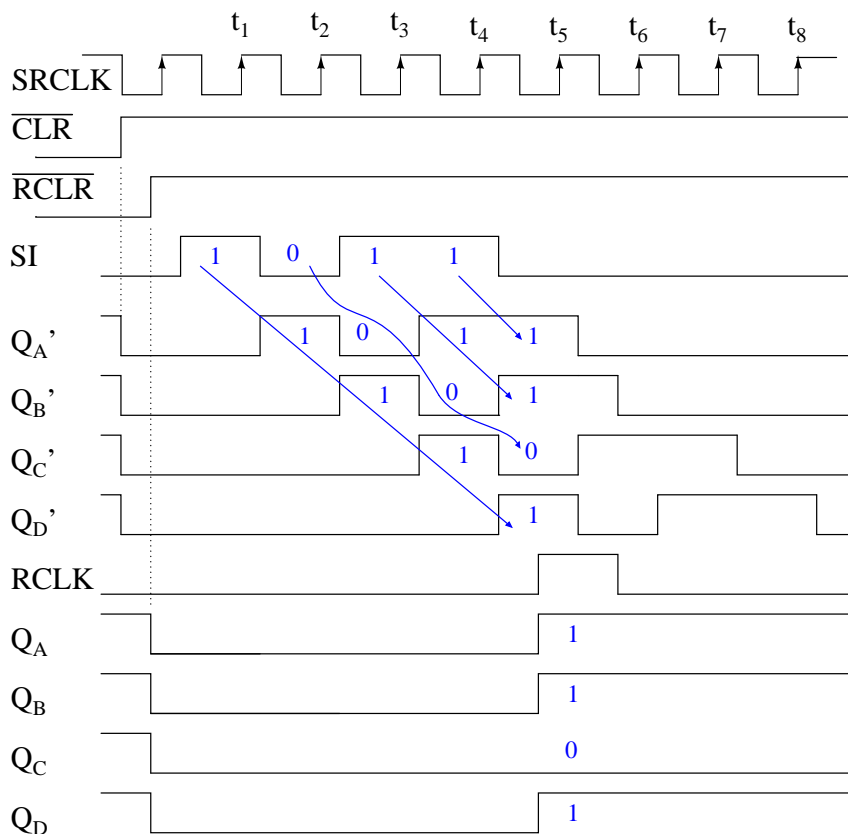 t1 t2 t3 t4 t5 t6 t7 t8
SRCLK
CLR
RCLR
SI 1 0 1 1
QA' 1 0 1 1
QB' 1 0 1
QC' 1 0
QD' 1
RCLK
QA 1
QB 1
QC 0
QD 1